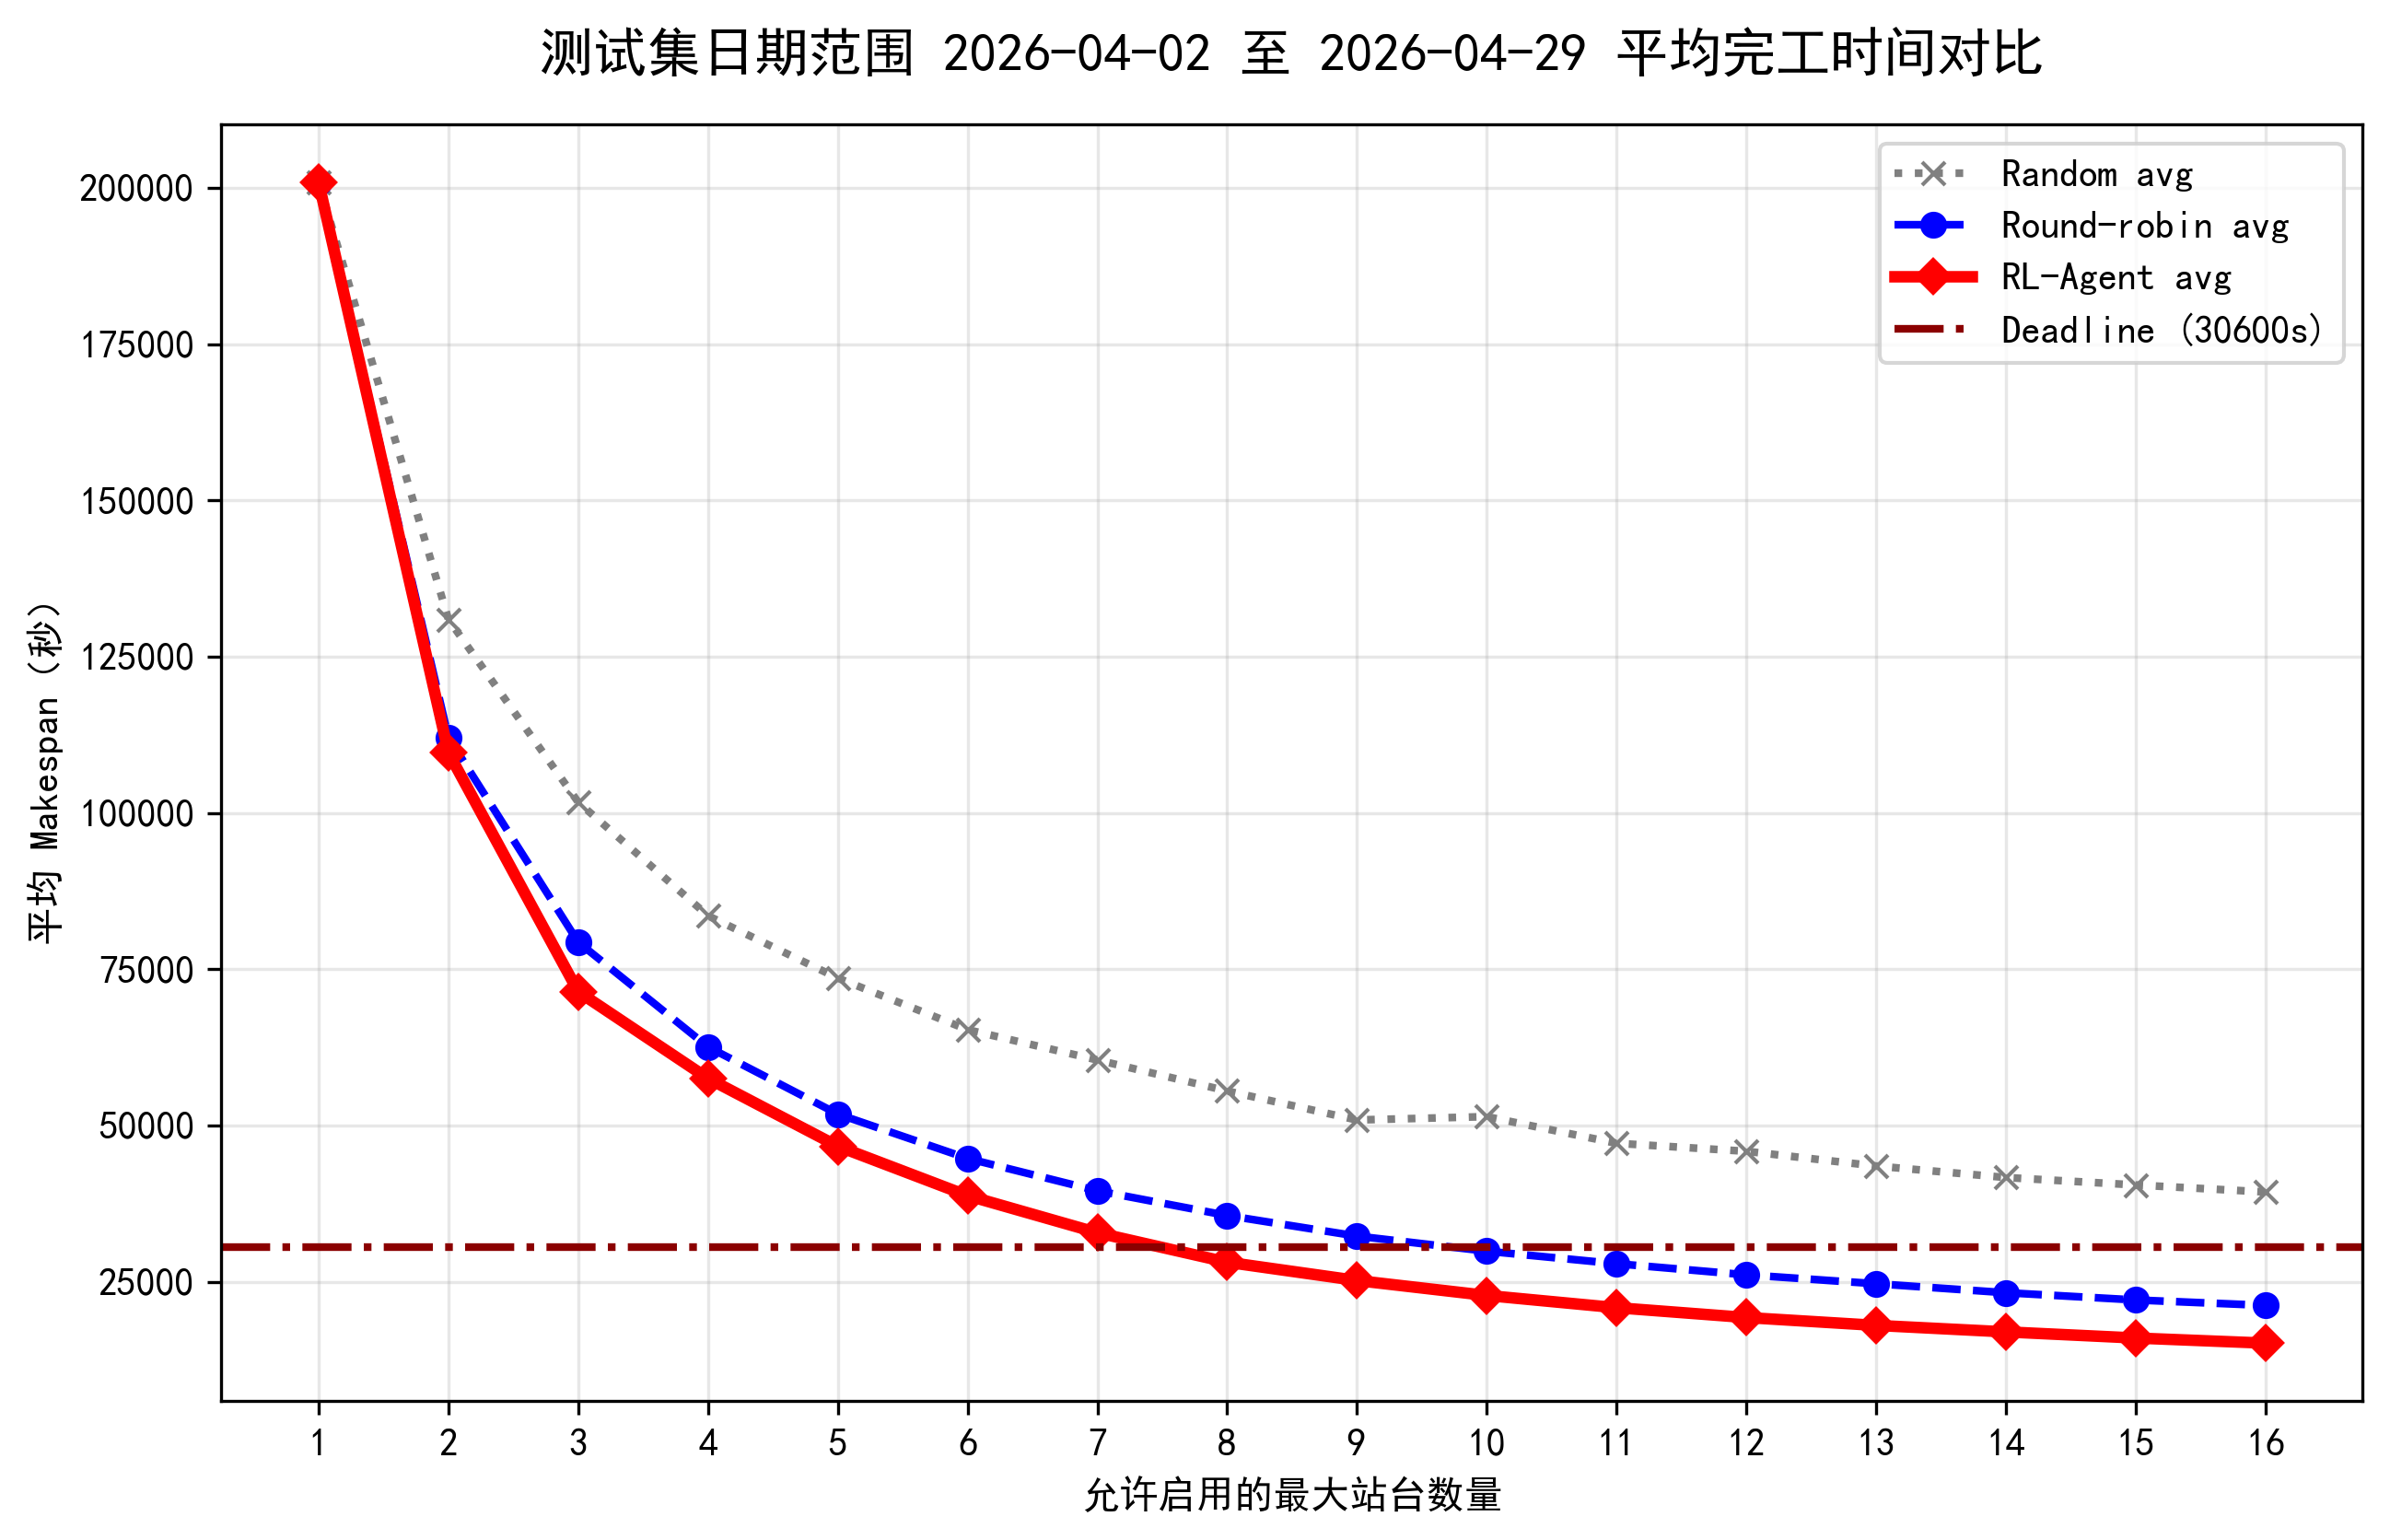 测试集日期范围 2026-04-02 至 2026-04-29 平均完工时间对比
Random avg
Round-robin avg
RL-Agent avg
Deadline (30600s)
平均 Makespan (秒)
200000
175000
150000
125000
100000
75000
50000
25000
1 2 3 4 5 6 7 8 9 10 11 12 13 14 15 16
允许启用的最大站台数量